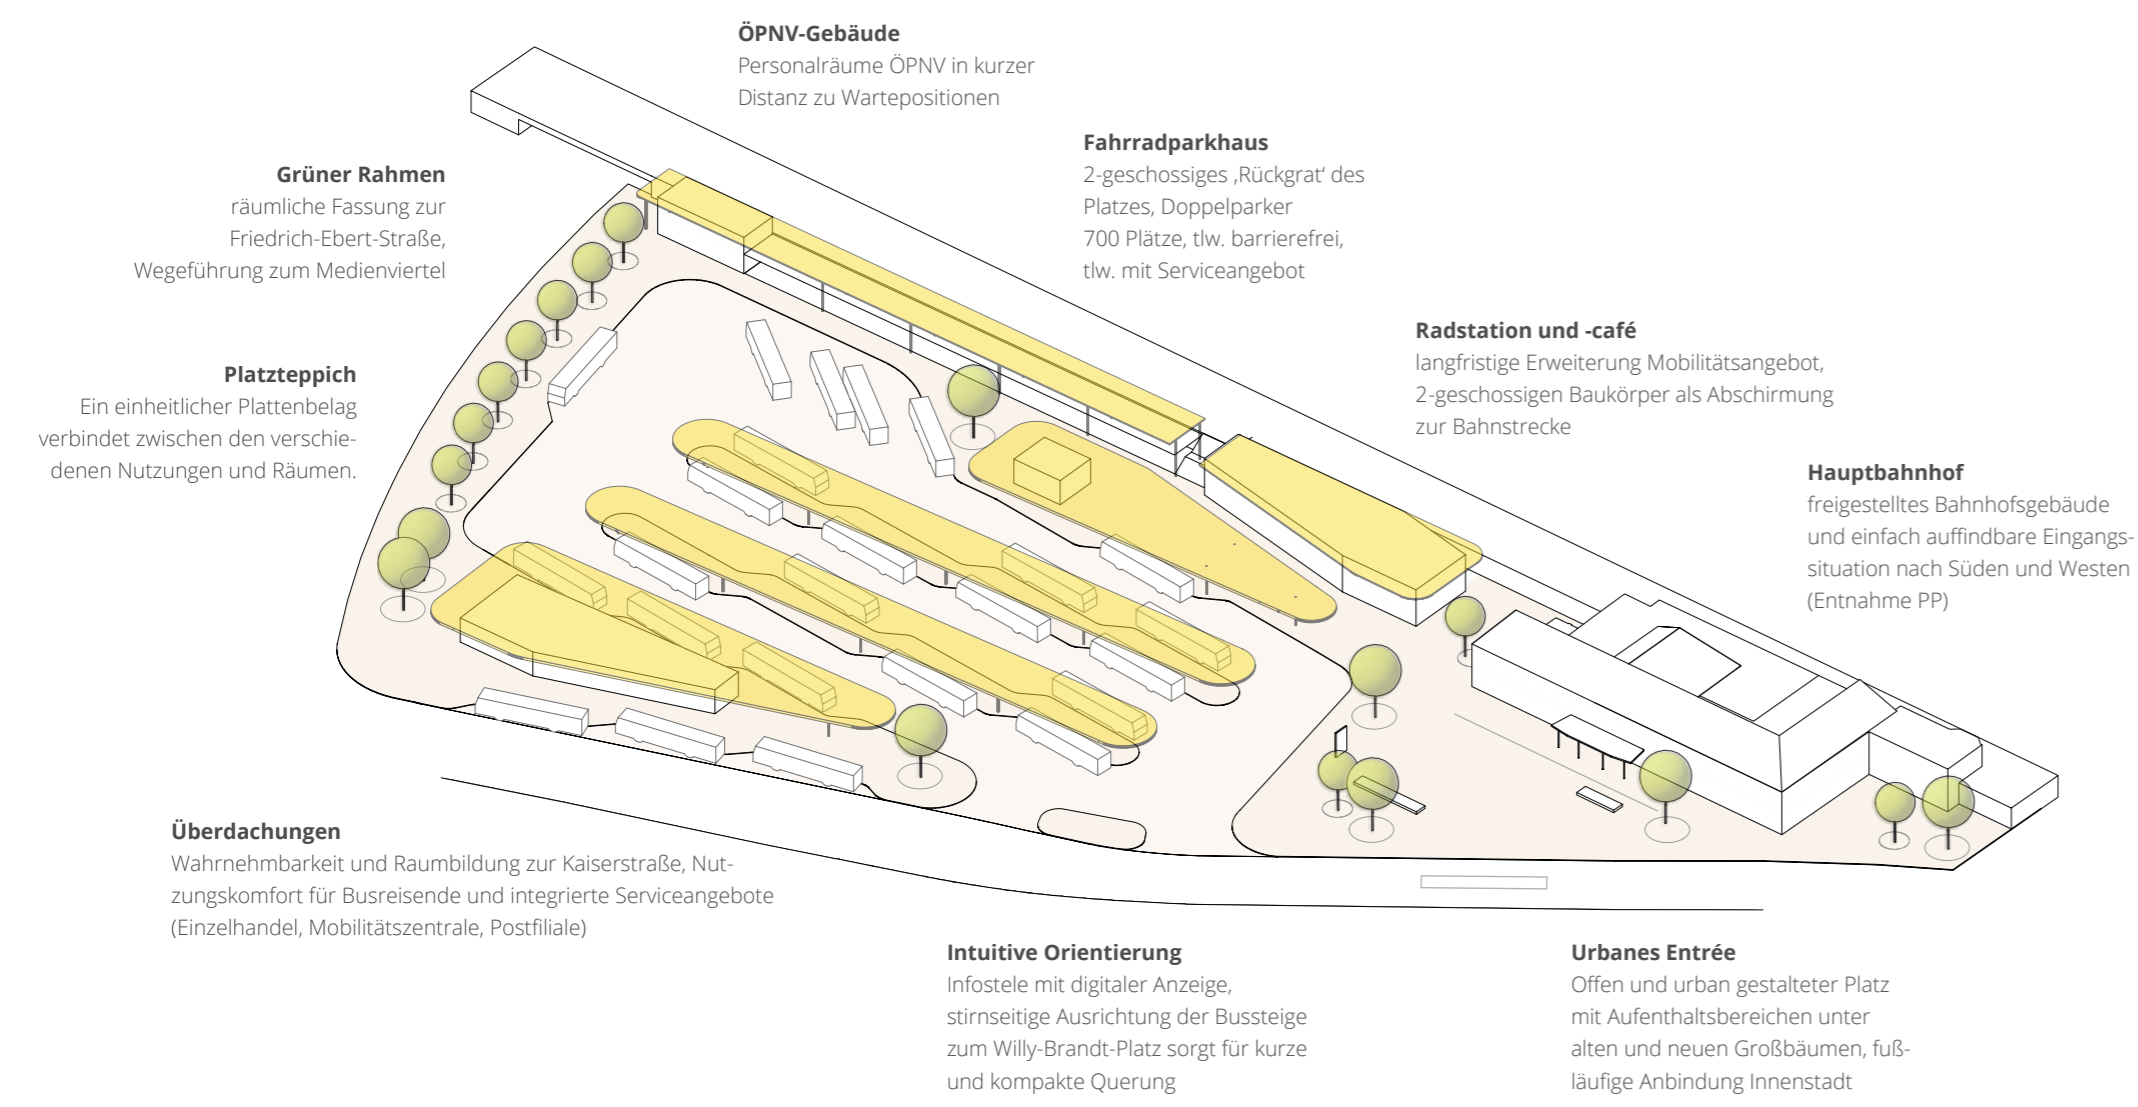 ÖPNV-Gebäude
Personalräume ÖPNV in kurzer
Distanz zu Wartepositionen
Fahrradparkhaus
2-geschossiges ‚Rückgrat‘ des
Platzes, Doppelparker
700 Plätze, tlw. barrierefrei,
tlw. mit Serviceangebot
Grüner Rahmen
räumliche Fassung zur
Friedrich-Ebert-Straße,
Wegeführung zum Medienviertel
Radstation und -café
langfristige Erweiterung Mobilitätsangebot,
2-geschossigen Baukörper als Abschirmung
zur Bahnstrecke
Platzteppich
Ein einheitlicher Plattenbelag
verbindet zwischen den verschie-
denen Nutzungen und Räumen.
Hauptbahnhof
freigestelltes Bahnhofsgebäude
und einfach auffindbare Eingangs-
situation nach Süden und Westen
(Entnahme PP)
Überdachungen
Wahrnehmbarkeit und Raumbildung zur Kaiserstraße, Nut-
zungskomfort für Busreisende und integrierte Serviceangebote
(Einzelhandel, Mobilitätszentrale, Postfiliale)
Intuitive Orientierung
Infostele mit digitaler Anzeige,
stirnseitige Ausrichtung der Bussteige
zum Willy-Brandt-Platz sorgt für kurze
und kompakte Querung
Urbanes Entrée
Offen und urban gestalteter Platz
mit Aufenthaltsbereichen unter
alten und neuen Großbäumen, fuß-
läufige Anbindung Innenstadt